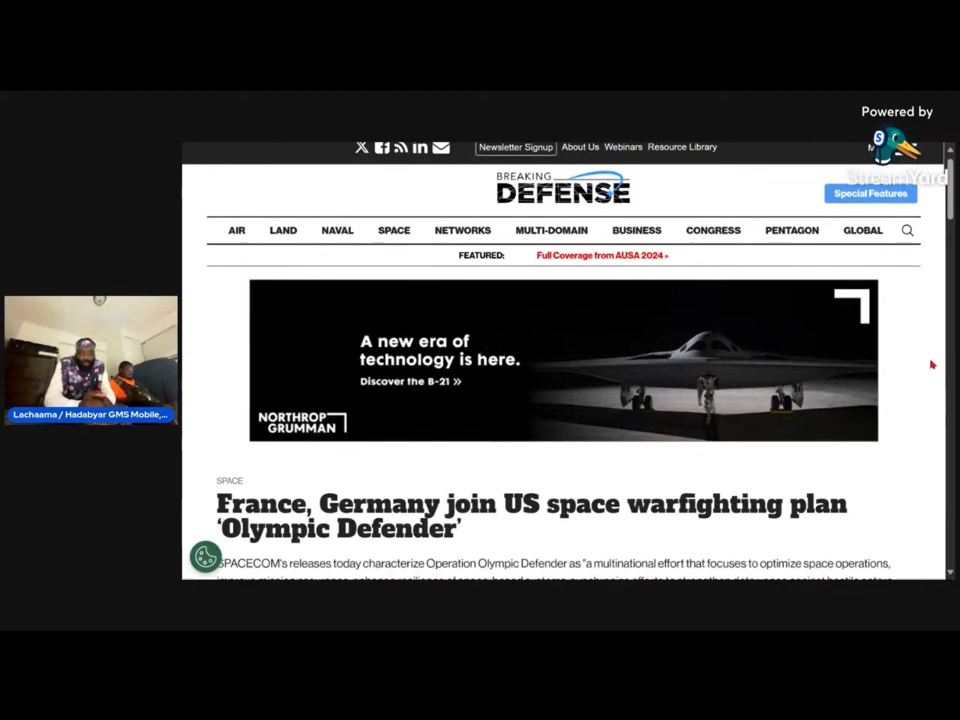 Powered by
StreamYard
Newsletter Signup About Us Webinars Resource Library
BREAKING
DEFENSE
Special Features
AIR LAND NAVAL SPACE NETWORKS MULTI-DOMAIN BUSINESS CONGRESS PENTAGON GLOBAL
FEATURED: Full Coverage from AUSA 2024 »
A new era of
technology is here.
Discover the B-21 »
NORTHROP
GRUMMAN
Lachaama / Hadabyar GMS Mobile,...
SPACE
France, Germany join US space warfighting plan
‘Olympic Defender’
SPACECOM's releases today characterize Operation Olympic Defender as "a multinational effort that focuses to optimize space operations,